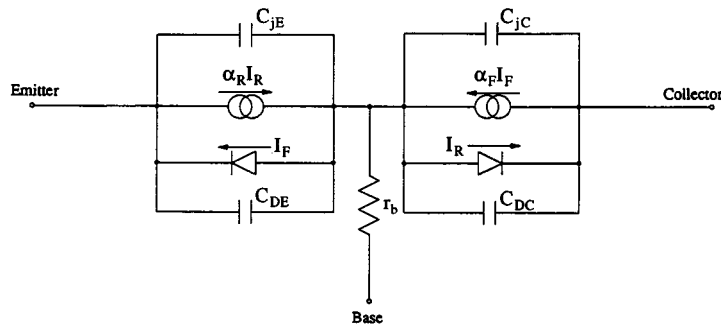 C_jE
C_jC
α_R I_R
α_F I_F
Emitter
Collector
I_F
I_R
C_DE
r_b
C_DC
Base